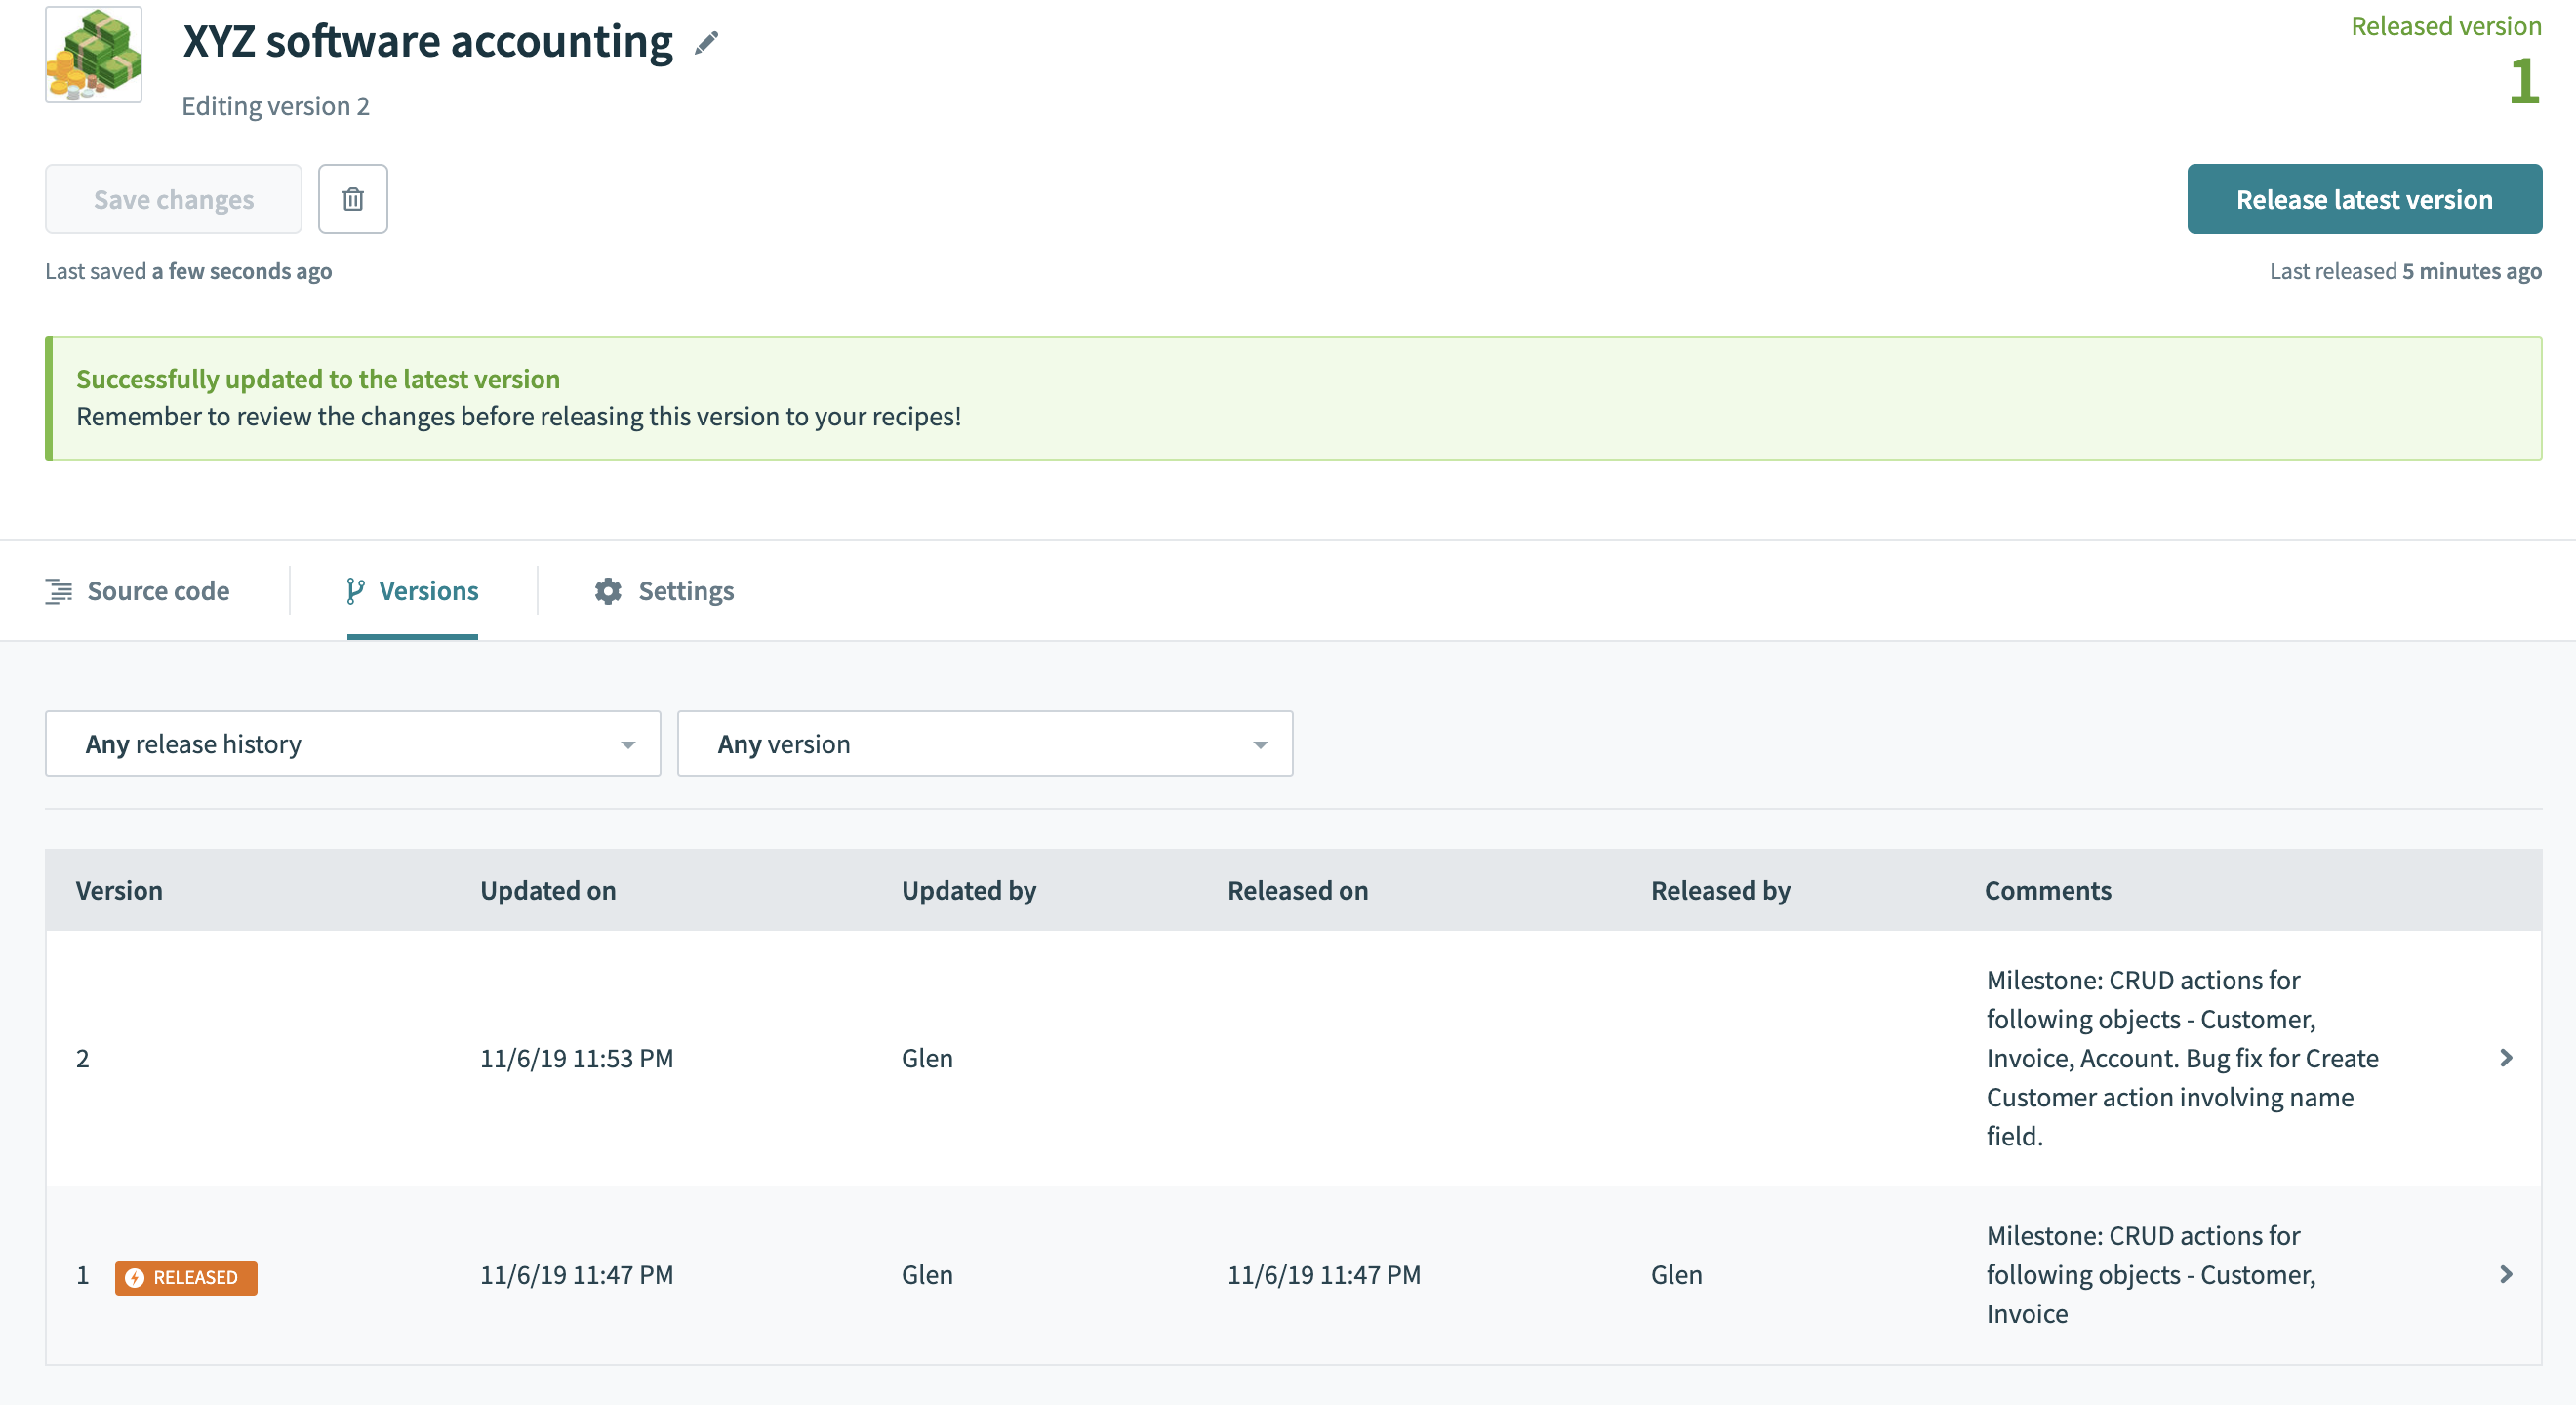 XYZ software accounting
Editing version 2
Released version
1
Save changes
Release latest version
Last saved a few seconds ago
Last released 5 minutes ago
Successfully updated to the latest version
Remember to review the changes before releasing this version to your recipes!
Source code
Versions
Settings
Any release history
Any version
Version Updated on Updated by Released on Released by Comments
2 11/6/19 11:53 PM Glen
Milestone: CRUD actions for
following objects - Customer,
Invoice, Account. Bug fix for Create
Customer action involving name
field.
1 RELEASED 11/6/19 11:47 PM Glen 11/6/19 11:47 PM Glen
Milestone: CRUD actions for
following objects - Customer,
Invoice